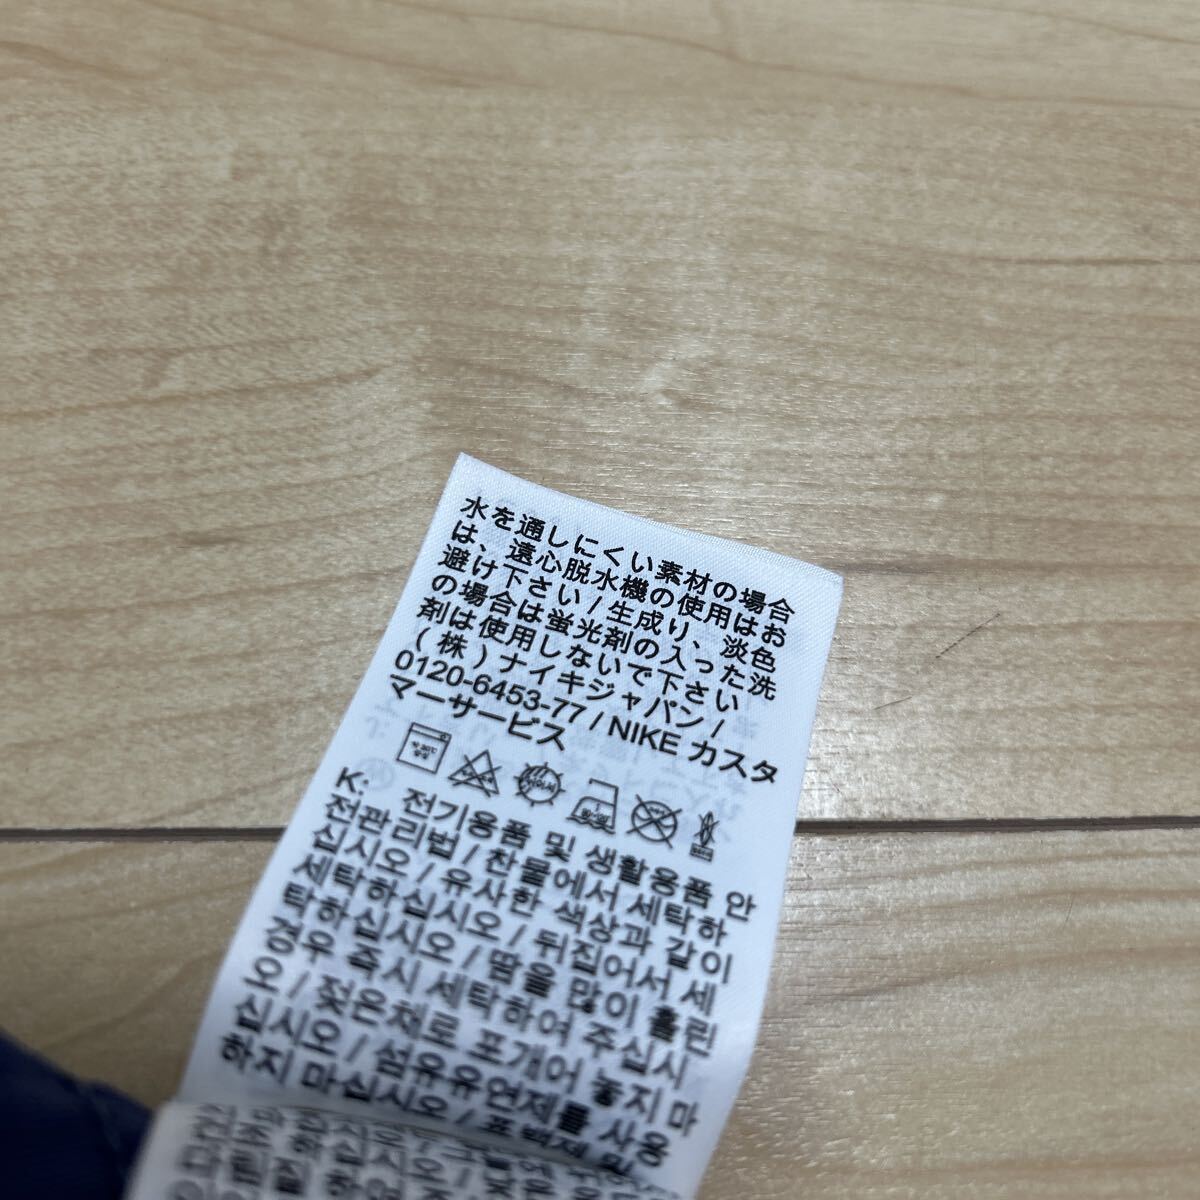 水を通しにくい素材の場合
は、遠心脱水機の使用はお
避け下さい / 生成り、淡色
の場合は蛍光剤の入った洗
剤は使用しないで下さい
( 株 ) ナイキジャパン /
0120-6453-77 / NIKE カスタ
マーサービス
K: 전기용품 및 생활용품 안
전관리법 / 찬물에서 세탁하
십시오 / 유사한 색상과 같이
세탁하십시오 / 뒤집어서 세
탁하십시오 / 땀을 많이 흘린
경우 즉시 세탁하여 주십시
오 / 젖은채로 포개어 놓지 마
십시오 / 섬유유연제를 사용
하지 마십시오 / 표백제 및